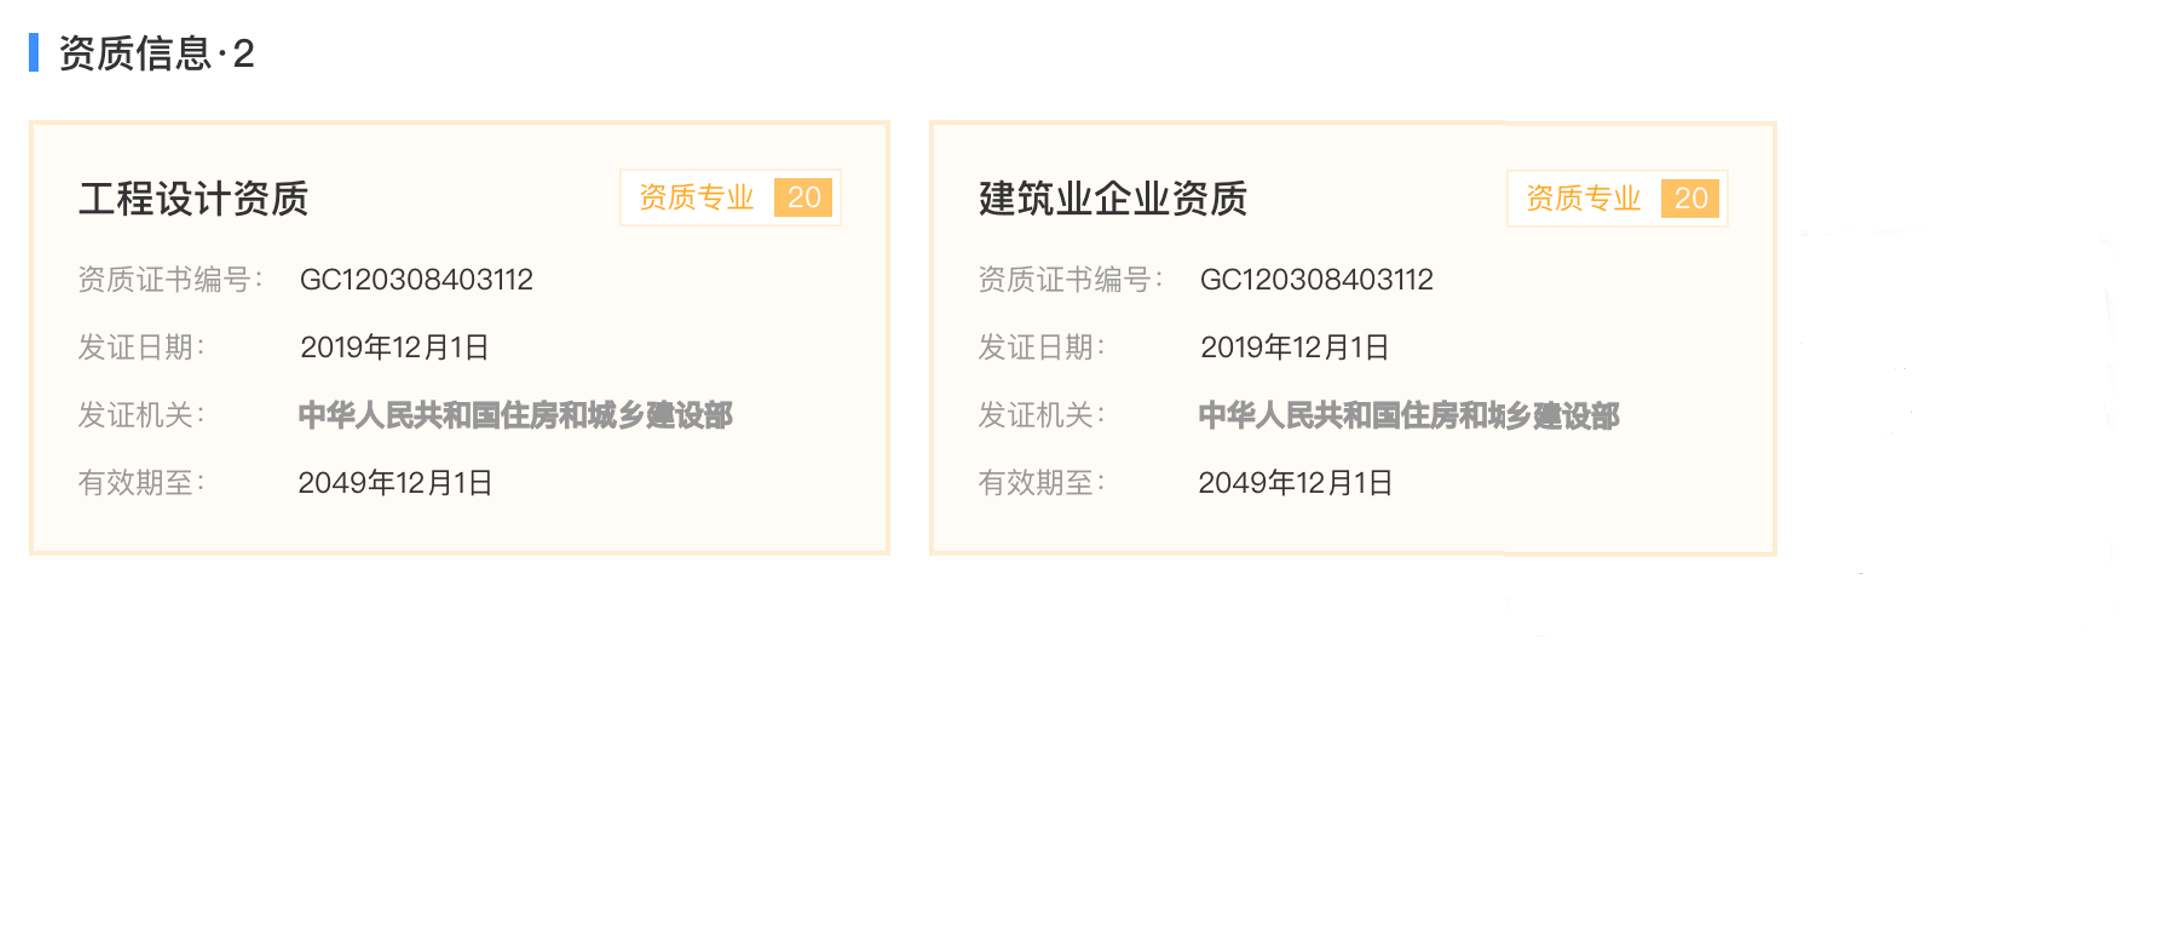 资质信息·2
工程设计资质
资质专业 20
资质证书编号： GC120308403112
发证日期： 2019年12月1日
发证机关： 中华人民共和国住房和城乡建设部
有效期至： 2049年12月1日
建筑业企业资质
资质专业 20
资质证书编号： GC120308403112
发证日期： 2019年12月1日
发证机关： 中华人民共和国住房和城乡建设部
有效期至： 2049年12月1日